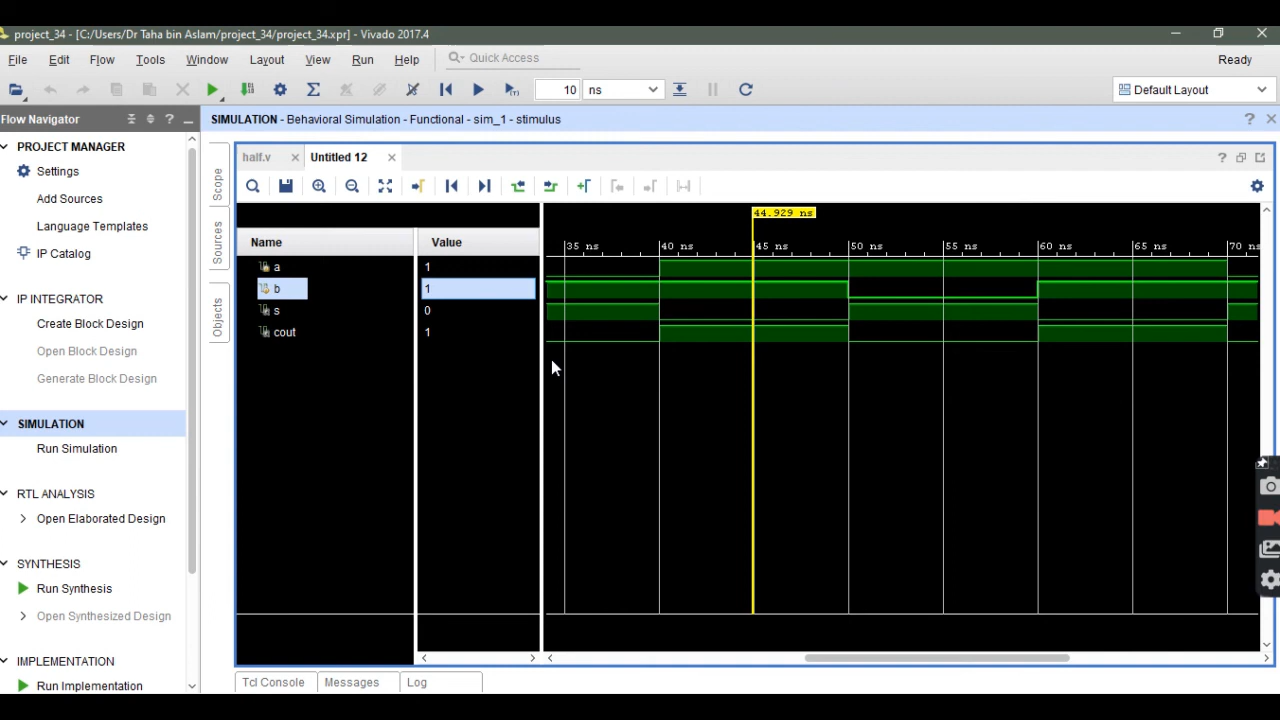 project_34 - [C:/Users/Dr Taha bin Aslam/project_34/project_34.xpr] - Vivado 2017.4
File Edit Flow Tools Window Layout View Run Help Quick Access Ready
10 ns Default Layout
Flow Navigator
SIMULATION - Behavioral Simulation - Functional - sim_1 - stimulus
PROJECT MANAGER
Settings
Add Sources
Language Templates
IP Catalog
IP INTEGRATOR
Create Block Design
Open Block Design
Generate Block Design
SIMULATION
Run Simulation
RTL ANALYSIS
Open Elaborated Design
SYNTHESIS
Run Synthesis
Open Synthesized Design
IMPLEMENTATION
Run Implementation
Scope
Sources
Objects
half.v Untitled 12
44.929 ns
Name Value
35 ns 40 ns 45 ns 50 ns 55 ns 60 ns 65 ns 70 ns
a 1
b 1
s 0
cout 1
Tcl Console Messages Log